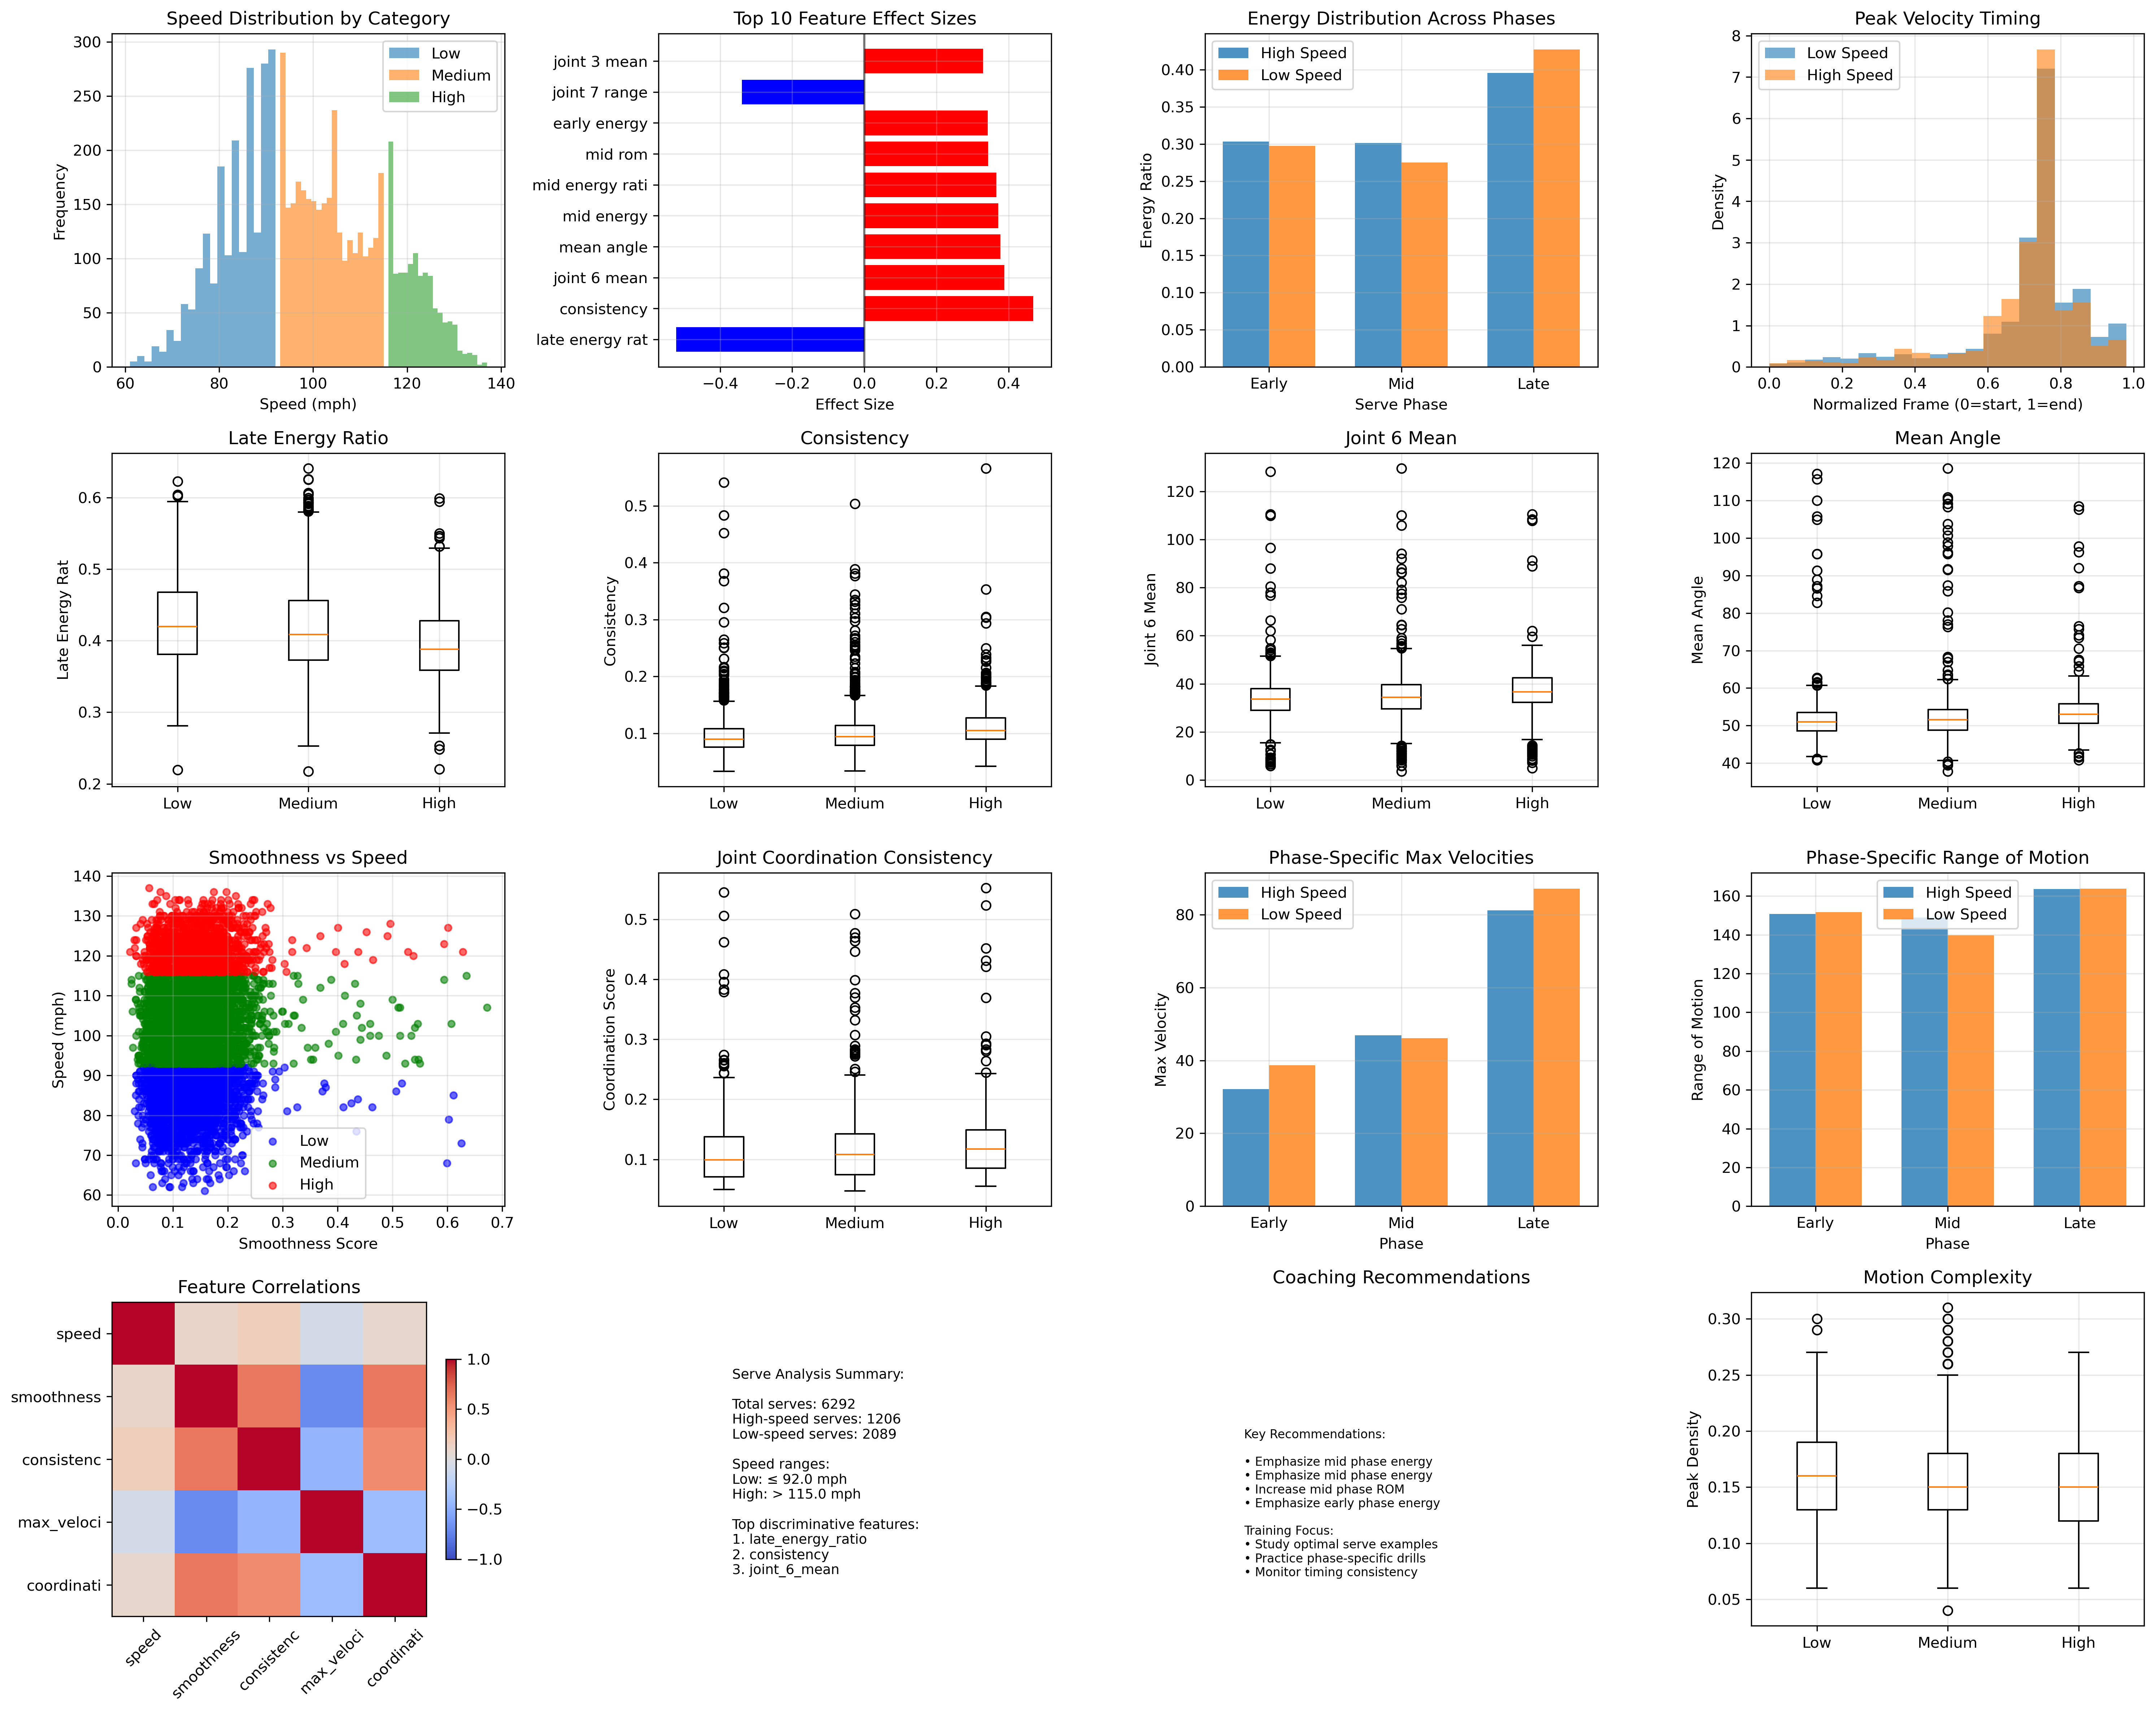 Speed Distribution by Category
300
250
200
150
100
50
0
Frequency
Low
Medium
High
60 80 100 120 140
Speed (mph)
Top 10 Feature Effect Sizes
joint 3 mean
joint 7 range
early energy
mid rom
mid energy rati
mid energy
mean angle
joint 6 mean
consistency
late energy rat
−0.4 −0.2 0.0 0.2 0.4
Effect Size
Energy Distribution Across Phases
High Speed
Low Speed
0.40
0.35
0.30
0.25
0.20
0.15
0.10
0.05
0.00
Energy Ratio
Early Mid Late
Serve Phase
Peak Velocity Timing
Low Speed
High Speed
8
7
6
5
4
3
2
1
0
Density
0.0 0.2 0.4 0.6 0.8 1.0
Normalized Frame (0=start, 1=end)
Late Energy Ratio
0.6
0.5
0.4
0.3
0.2
Late Energy Rat
Low Medium High
Consistency
0.5
0.4
0.3
0.2
0.1
Consistency
Low Medium High
Joint 6 Mean
120
100
80
60
40
20
0
Joint 6 Mean
Low Medium High
Mean Angle
120
110
100
90
80
70
60
50
40
Mean Angle
Low Medium High
Smoothness vs Speed
140
130
120
110
100
90
80
70
60
Speed (mph)
Low
Medium
High
0.0 0.1 0.2 0.3 0.4 0.5 0.6 0.7
Smoothness Score
Joint Coordination Consistency
0.5
0.4
0.3
0.2
0.1
Coordination Score
Low Medium High
Phase-Specific Max Velocities
High Speed
Low Speed
80
60
40
20
0
Max Velocity
Early Mid Late
Phase
Phase-Specific Range of Motion
High Speed
Low Speed
160
140
120
100
80
60
40
20
0
Range of Motion
Early Mid Late
Phase
Feature Correlations
speed
smoothness
consistenc
max_veloci
coordinati
speed
smoothness
consistenc
max_veloci
coordinati
1.0
0.5
0.0
−0.5
−1.0
Serve Analysis Summary:
Total serves: 6292
High-speed serves: 1206
Low-speed serves: 2089
Speed ranges:
Low: ≤ 92.0 mph
High: > 115.0 mph
Top discriminative features:
1. late_energy_ratio
2. consistency
3. joint_6_mean
Coaching Recommendations
Key Recommendations:
• Emphasize mid phase energy
• Emphasize mid phase energy
• Increase mid phase ROM
• Emphasize early phase energy
Training Focus:
• Study optimal serve examples
• Practice phase-specific drills
• Monitor timing consistency
Motion Complexity
0.30
0.25
0.20
0.15
0.10
0.05
Peak Density
Low Medium High